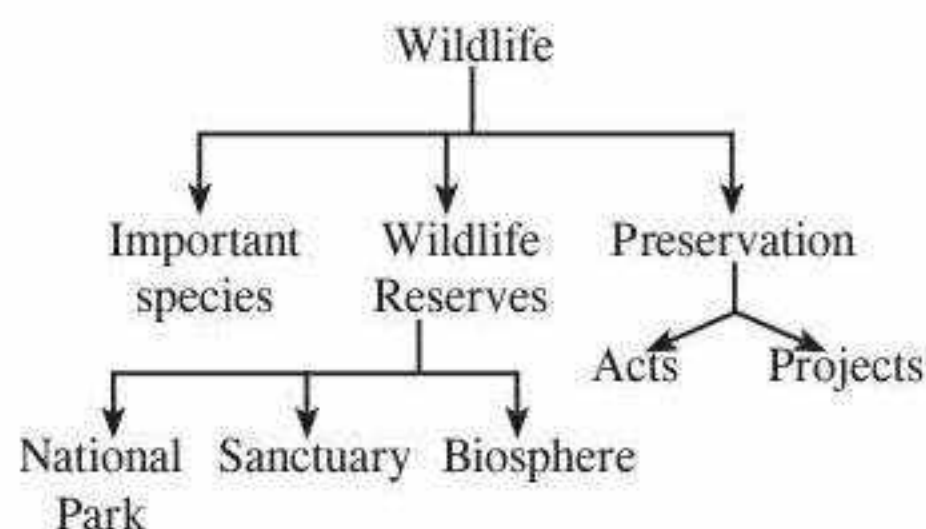 Wildlife
Important
species
Wildlife
Reserves
Preservation
Acts
Projects
National
Park
Sanctuary
Biosphere